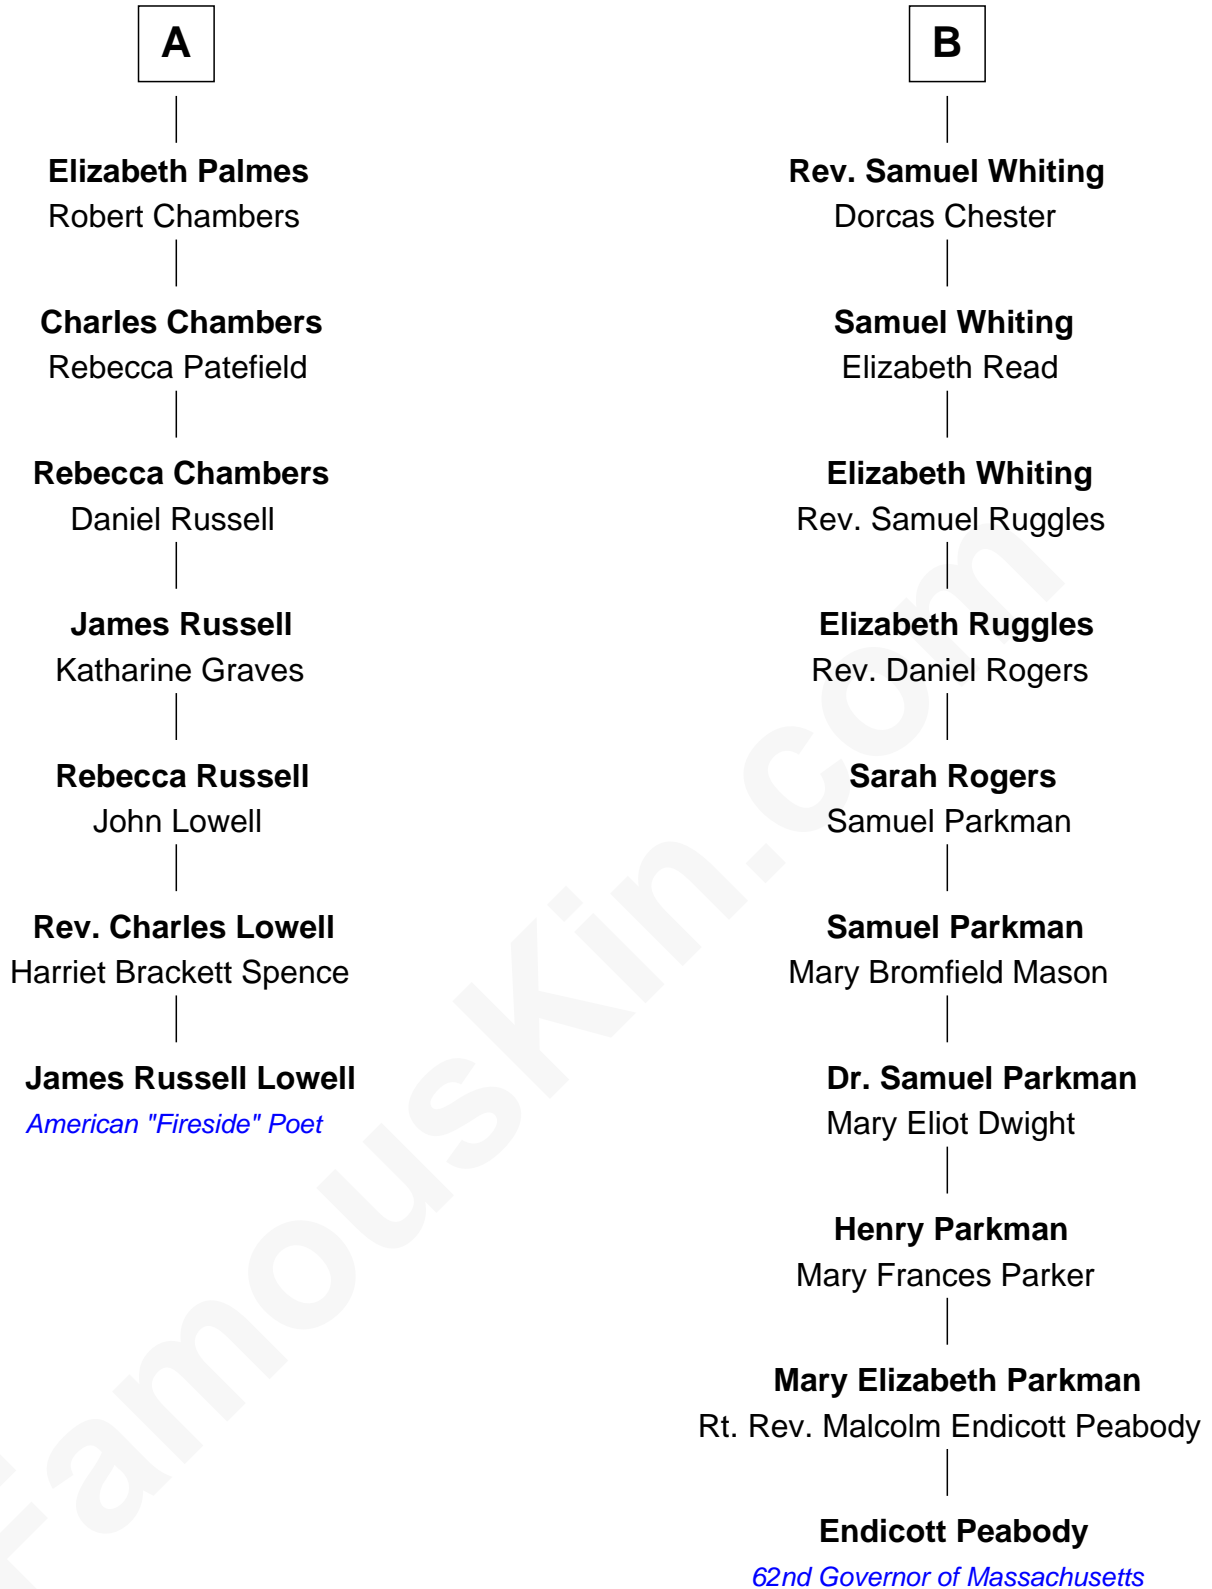 A
Elizabeth Palmes
Robert Chambers
Charles Chambers
Rebecca Patefield
Rebecca Chambers
Daniel Russell
James Russell
Katharine Graves
Rebecca Russell
John Lowell
Rev. Charles Lowell
Harriet Brackett Spence
James Russell Lowell
American "Fireside" Poet
B
Rev. Samuel Whiting
Dorcas Chester
Samuel Whiting
Elizabeth Read
Elizabeth Whiting
Rev. Samuel Ruggles
Elizabeth Ruggles
Rev. Daniel Rogers
Sarah Rogers
Samuel Parkman
Samuel Parkman
Mary Bromfield Mason
Dr. Samuel Parkman
Mary Eliot Dwight
Henry Parkman
Mary Frances Parker
Mary Elizabeth Parkman
Rt. Rev. Malcolm Endicott Peabody
Endicott Peabody
62nd Governor of Massachusetts
FamousKin.com